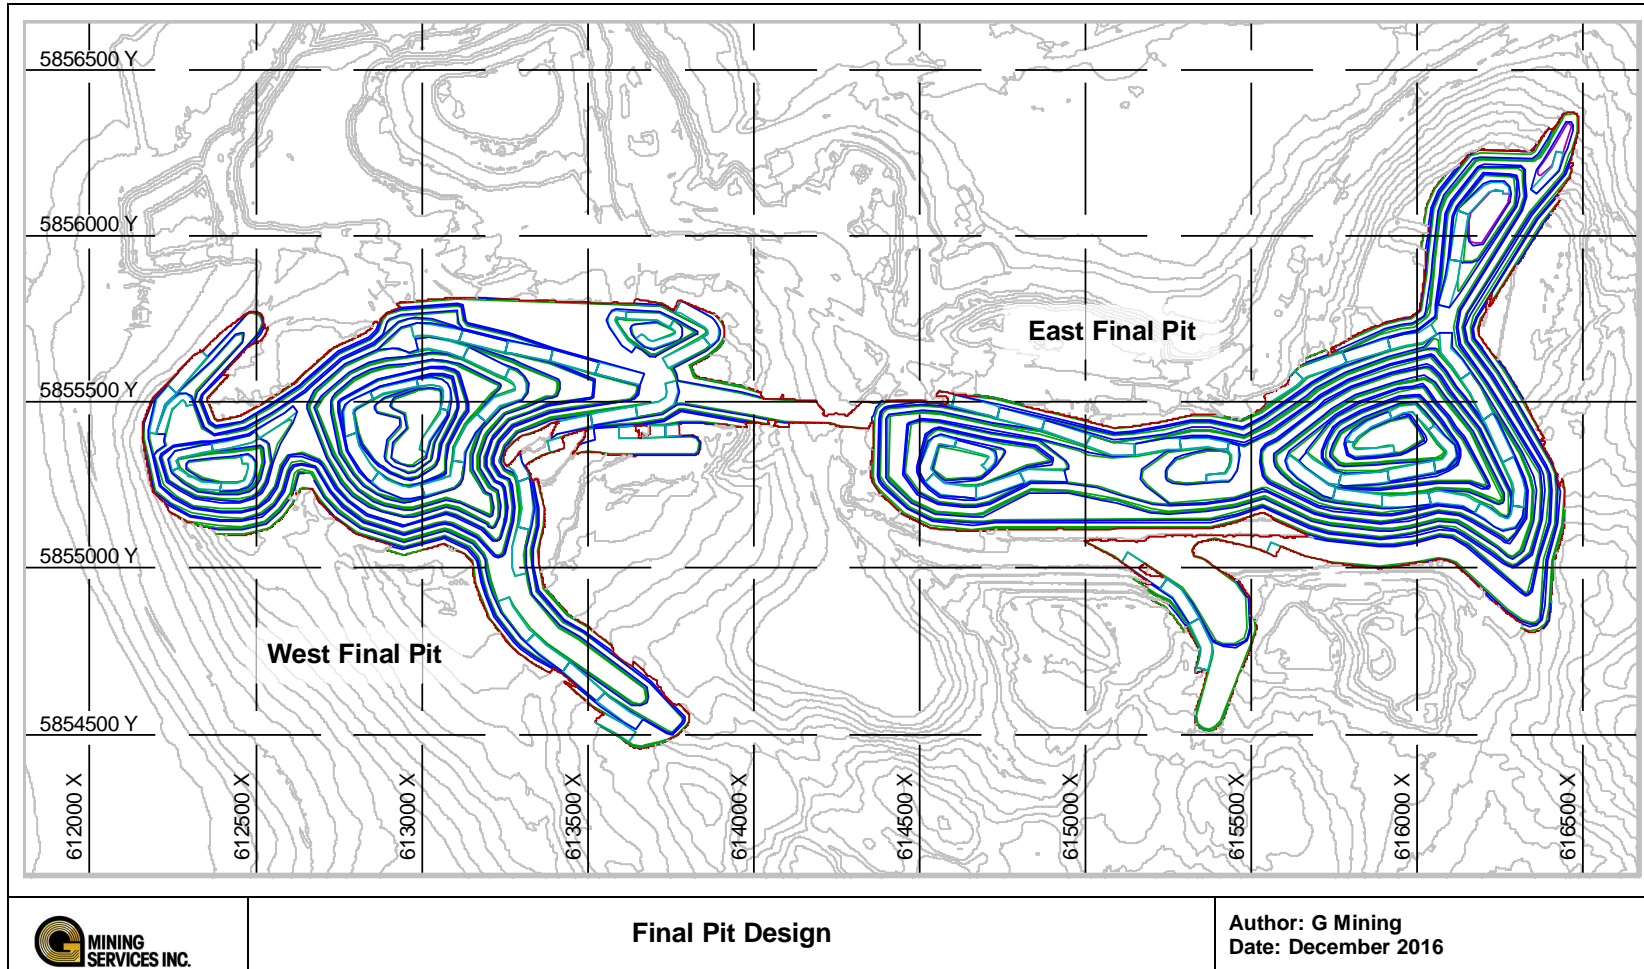 5856500 Y
5856000 Y
East Final Pit
5855500 Y
5855000 Y
West Final Pit
5854500 Y
612000 X
612500 X
613000 X
613500 X
614000 X
614500 X
615000 X
615500 X
616000 X
616500 X
G MINING
SERVICES INC.
Final Pit Design
Author: G Mining
Date: December 2016